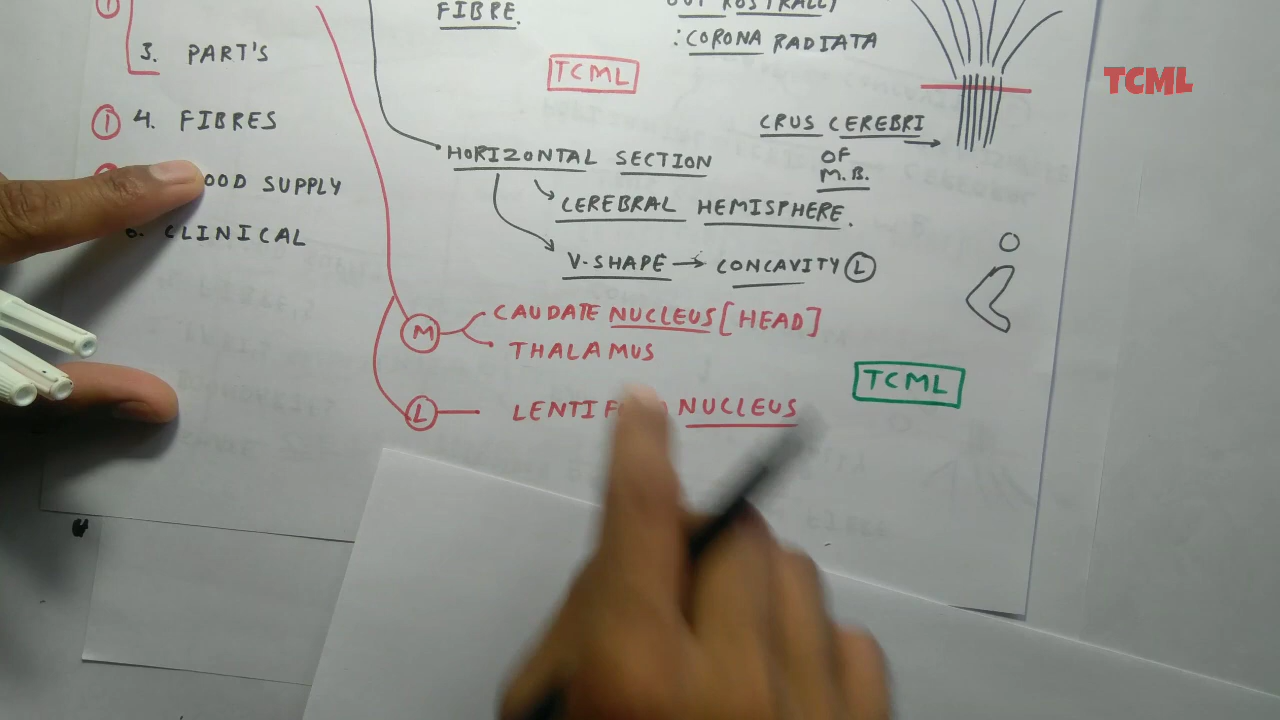 FIBRE.
: CORONA RADIATA
3. PART'S
TCML
TCML
① 4. FIBRES
CRUS CEREBRI
OF
M.B.
HORIZONTAL SECTION
SUPPLY
CEREBRAL HEMISPHERE.
CLINICAL
V-SHAPE → CONCAVITY Ⓛ
Ⓜ CAUDATE NUCLEUS [HEAD]
THALAMUS
TCML
Ⓛ NUCLEUS